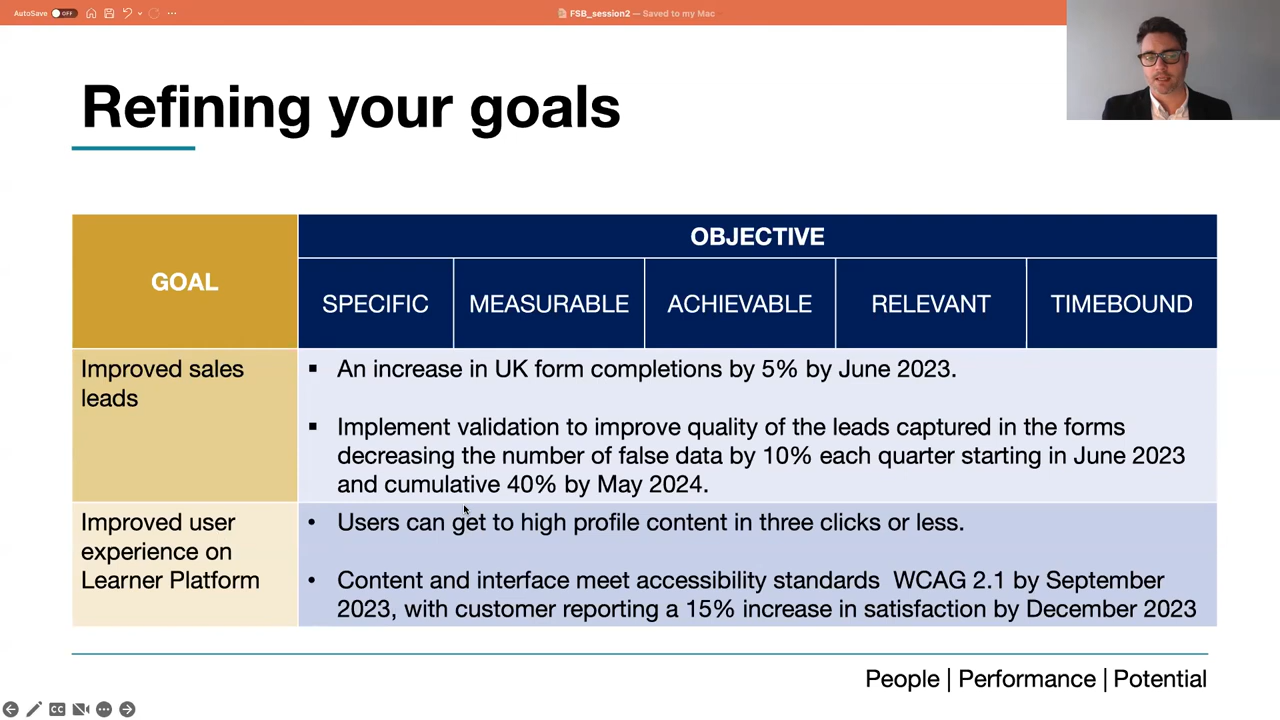 AutoSave OFF
FSB_session2 — Saved to my Mac
Refining your goals
GOAL
OBJECTIVE
SPECIFIC
MEASURABLE
ACHIEVABLE
RELEVANT
TIMEBOUND
Improved sales
leads
▪ An increase in UK form completions by 5% by June 2023.
▪ Implement validation to improve quality of the leads captured in the forms
decreasing the number of false data by 10% each quarter starting in June 2023
and cumulative 40% by May 2024.
Improved user
experience on
Learner Platform
• Users can get to high profile content in three clicks or less.
• Content and interface meet accessibility standards  WCAG 2.1 by September
2023, with customer reporting a 15% increase in satisfaction by December 2023
People | Performance | Potential
CC